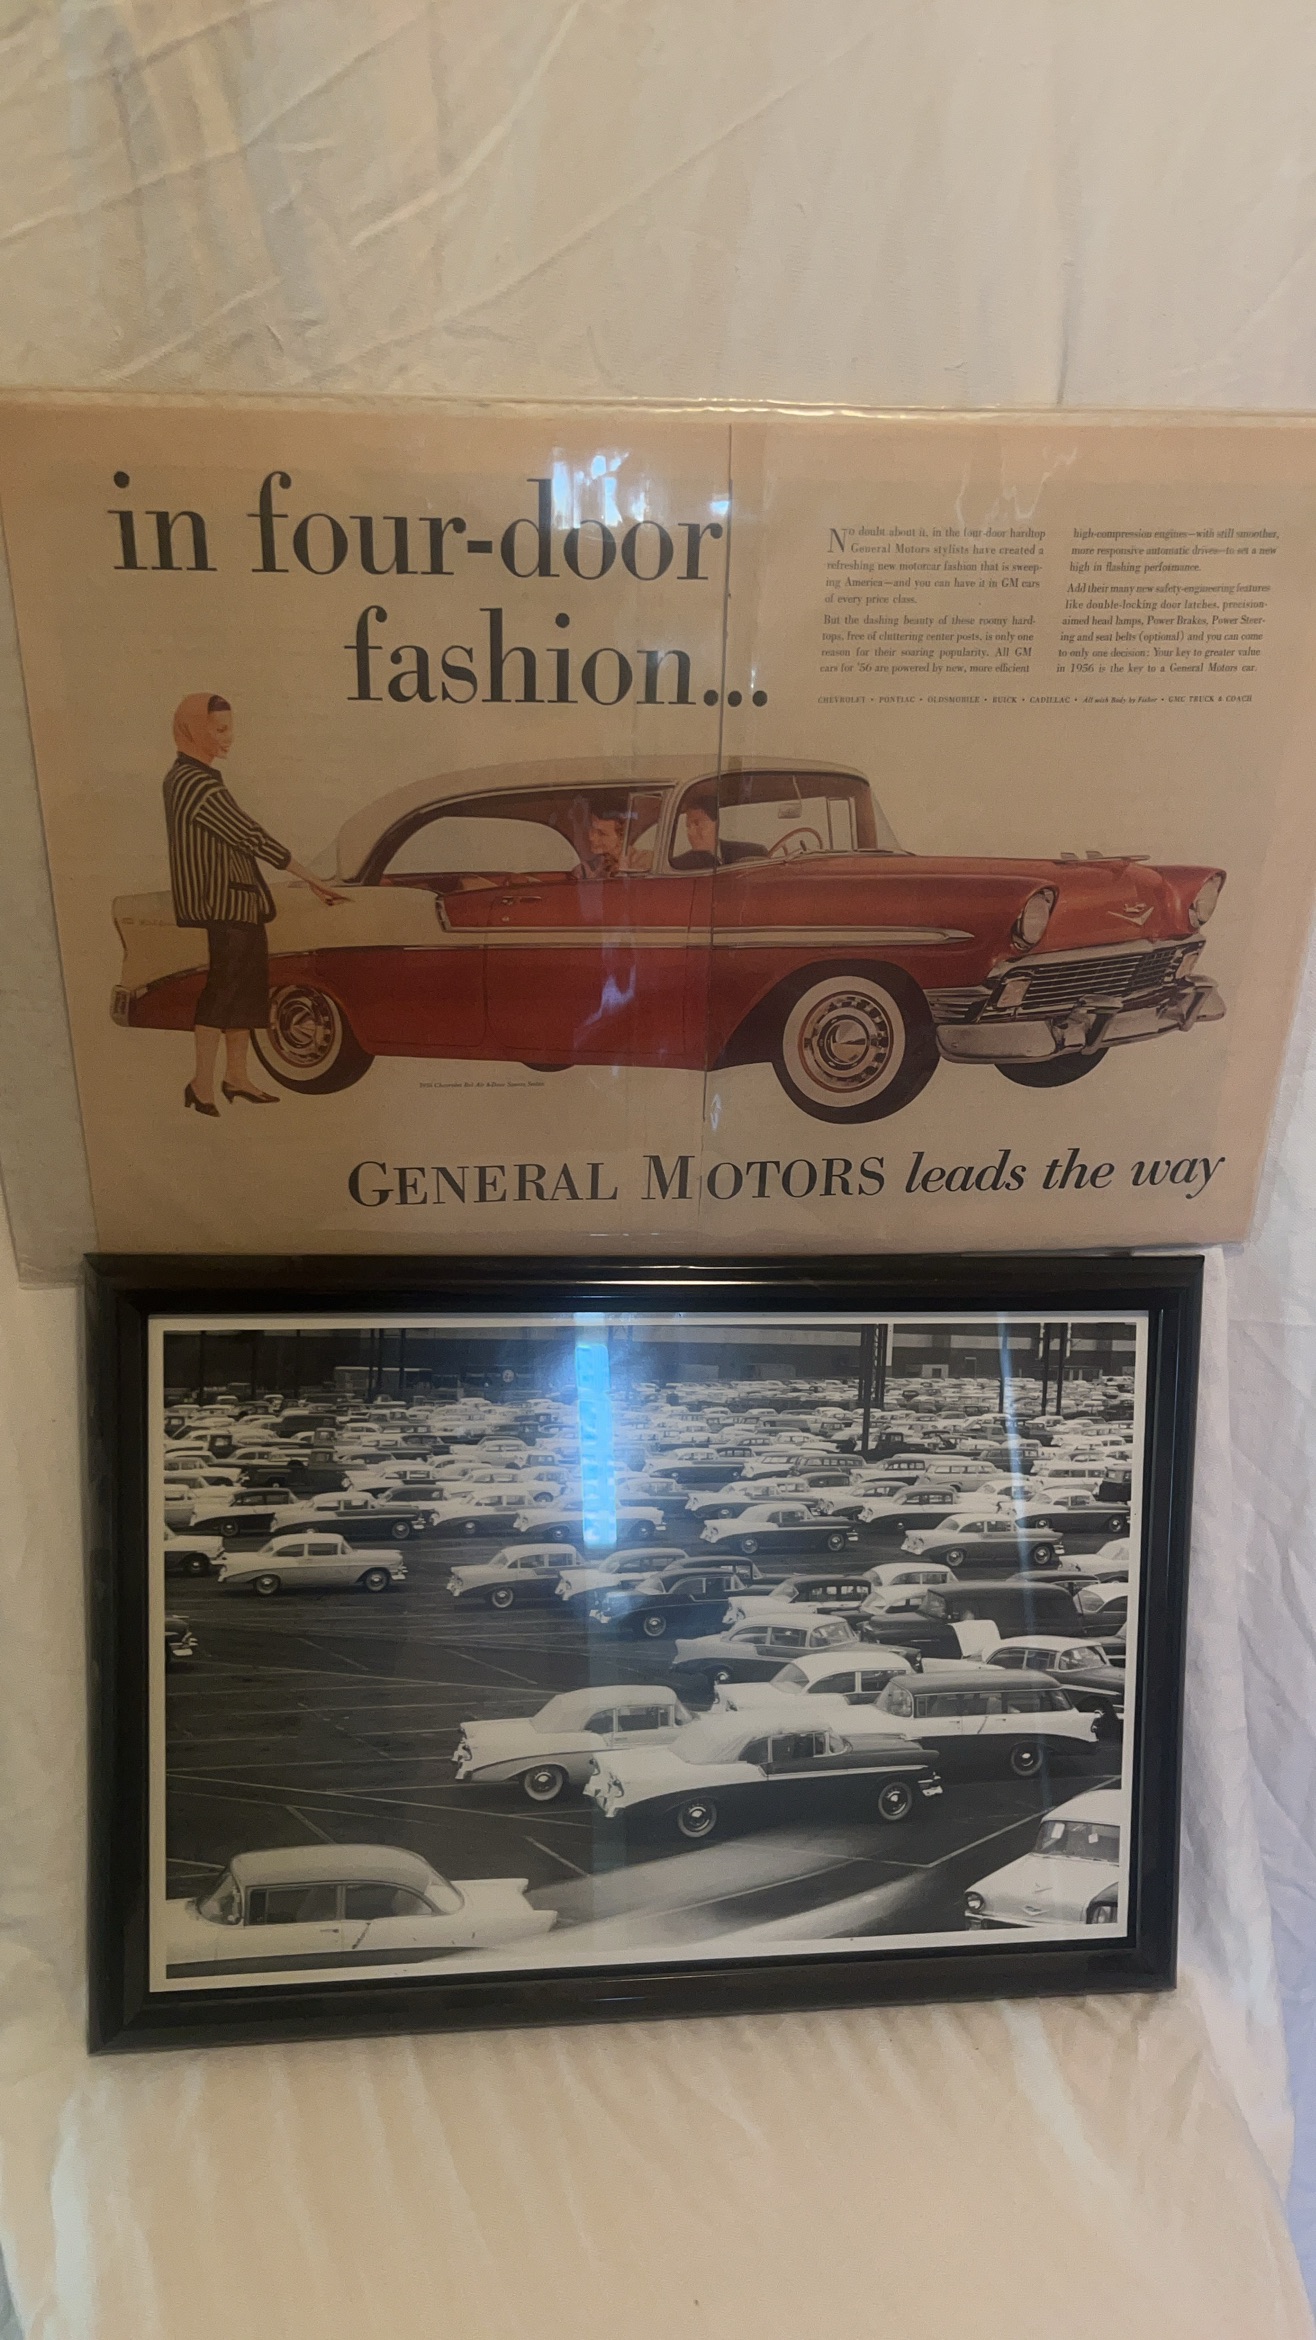 in four-door
fashion...
No doubt about it, in the four-door hardtop
General Motors stylists have created a
refreshing new motorcar fashion that is sweep-
ing America—and you can have it in GM cars
of every price class.
But the dashing beauty of these roomy hard-
tops, free of cluttering center posts, is only one
reason for their soaring popularity. All GM
cars for '56 are powered by new, more efficient
high-compression engines—with still smoother,
more responsive automatic drives—to set a new
high in flashing performance.
Add their many new safety-engineering features
like double-locking door latches, precision-
aimed head lamps, Power Brakes, Power Steer-
ing and seat belts (optional) and you can come
to only one decision: Your key to greater value
in 1956 is the key to a General Motors car.
CHEVROLET • PONTIAC • OLDSMOBILE • BUICK • CADILLAC • All with Body by Fisher • GMC TRUCK & COACH
1956 Chevrolet Bel Air 4-Door Sports Sedan
GENERAL MOTORS leads the way